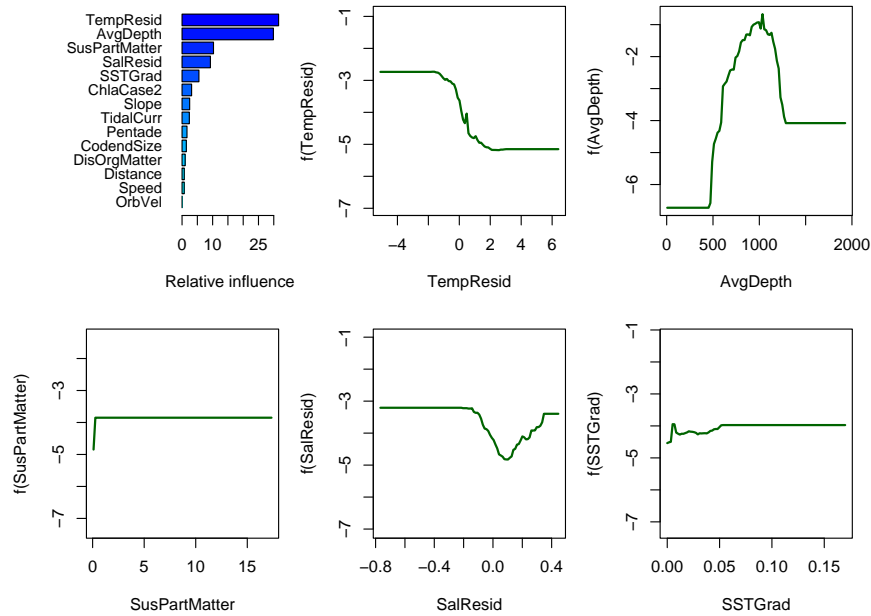 TempResid
AvgDepth
SusPartMatter
SalResid
SSTGrad
ChlaCase2
Slope
TidalCurr
Pentade
CodendSize
DisOrgMatter
Distance
Speed
OrbVel
0 10 25
Relative influence
f(TempResid)
−1
−3
−5
−7
−4 0 2 4 6
TempResid
f(AvgDepth)
−2
−4
−6
0 500 1000 2000
AvgDepth
f(SusPartMatter)
−3
−5
−7
0 5 10 15
SusPartMatter
f(SalResid)
−1
−3
−5
−7
−0.8 −0.4 0.0 0.4
SalResid
f(SSTGrad)
−1
−3
−5
−7
0.00 0.05 0.10 0.15
SSTGrad